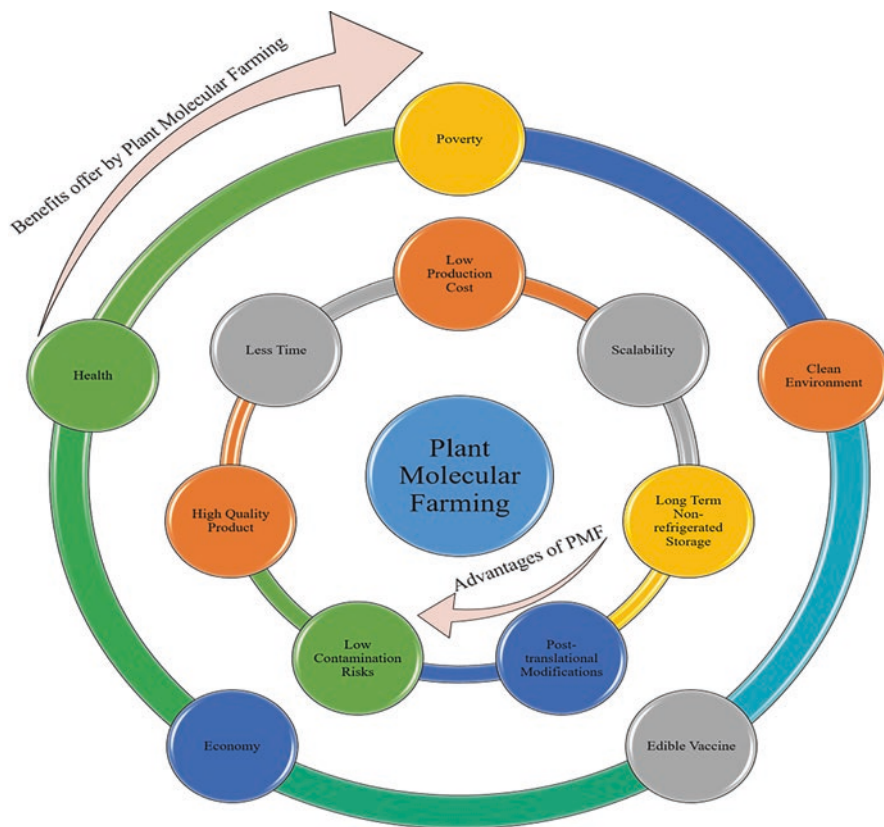 Benefits offer by Plant Molecular Farming
Poverty
Low
Production
Cost
Less Time
Scalability
Health
Clean
Environment
Plant
Molecular
Farming
High Quality
Product
Long Term
Non-
refrigerated
Storage
Advantages of PMF
Low
Contamination
Risks
Post-
translational
Modifications
Economy
Edible Vaccine